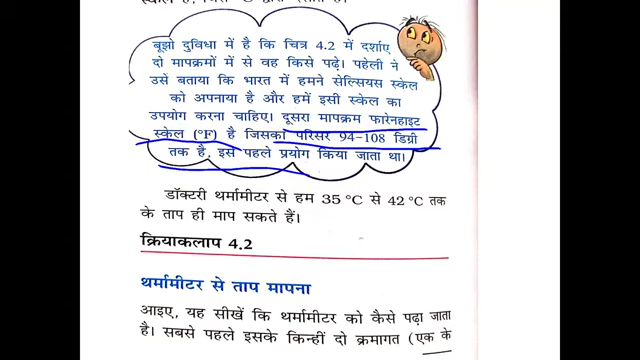 बूझो दुविधा में है कि चित्र 4.2 में दर्शाए
दो मापक्रमों में से वह किसे पढ़े। पहेली ने
उसे बताया कि भारत में हमने सेल्सियस स्केल
को अपनाया है और हमें इसी स्केल का
उपयोग करना चाहिए। दूसरा मापक्रम फारेनहाइट
स्केल (°F) है जिसका परिसर 94-108 डिग्री
तक है, इसे पहले प्रयोग किया जाता था।
डॉक्टरी थर्मामीटर से हम 35 °C से 42 °C तक
के ताप ही माप सकते हैं।
क्रियाकलाप 4.2
थर्मामीटर से ताप मापना
आइए, यह सीखें कि थर्मामीटर को कैसे पढ़ा जाता
है। सबसे पहले इसके किन्हीं दो क्रमागत (एक के